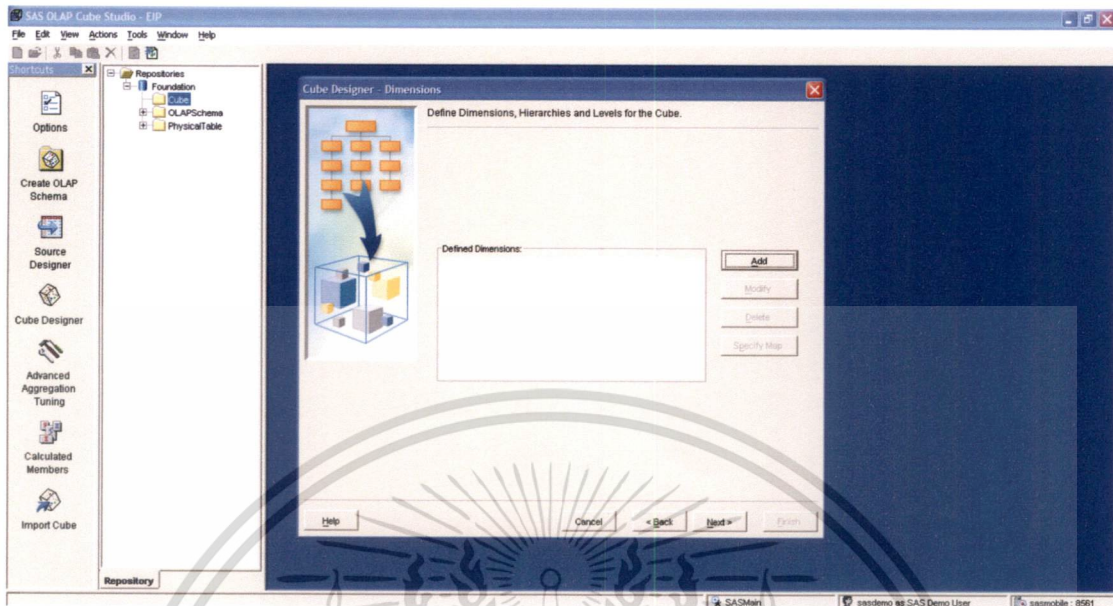 SAS OLAP Cube Studio - EIP
File Edit View Actions Tools Window Help
Shortcuts
Options
Create OLAP
Schema
Source
Designer
Cube Designer
Advanced
Aggregation
Tuning
Calculated
Members
Import Cube
Repositories
Foundation
Cube
OLAPSchema
PhysicalTable
Repository
Cube Designer - Dimensions
Define Dimensions, Hierarchies and Levels for the Cube.
Defined Dimensions:
Add
Modify
Delete
Specify Map
Help
Cancel
< Back
Next >
Finish
SASMain
sasdemo as SAS Demo User
sasmobile : 8561